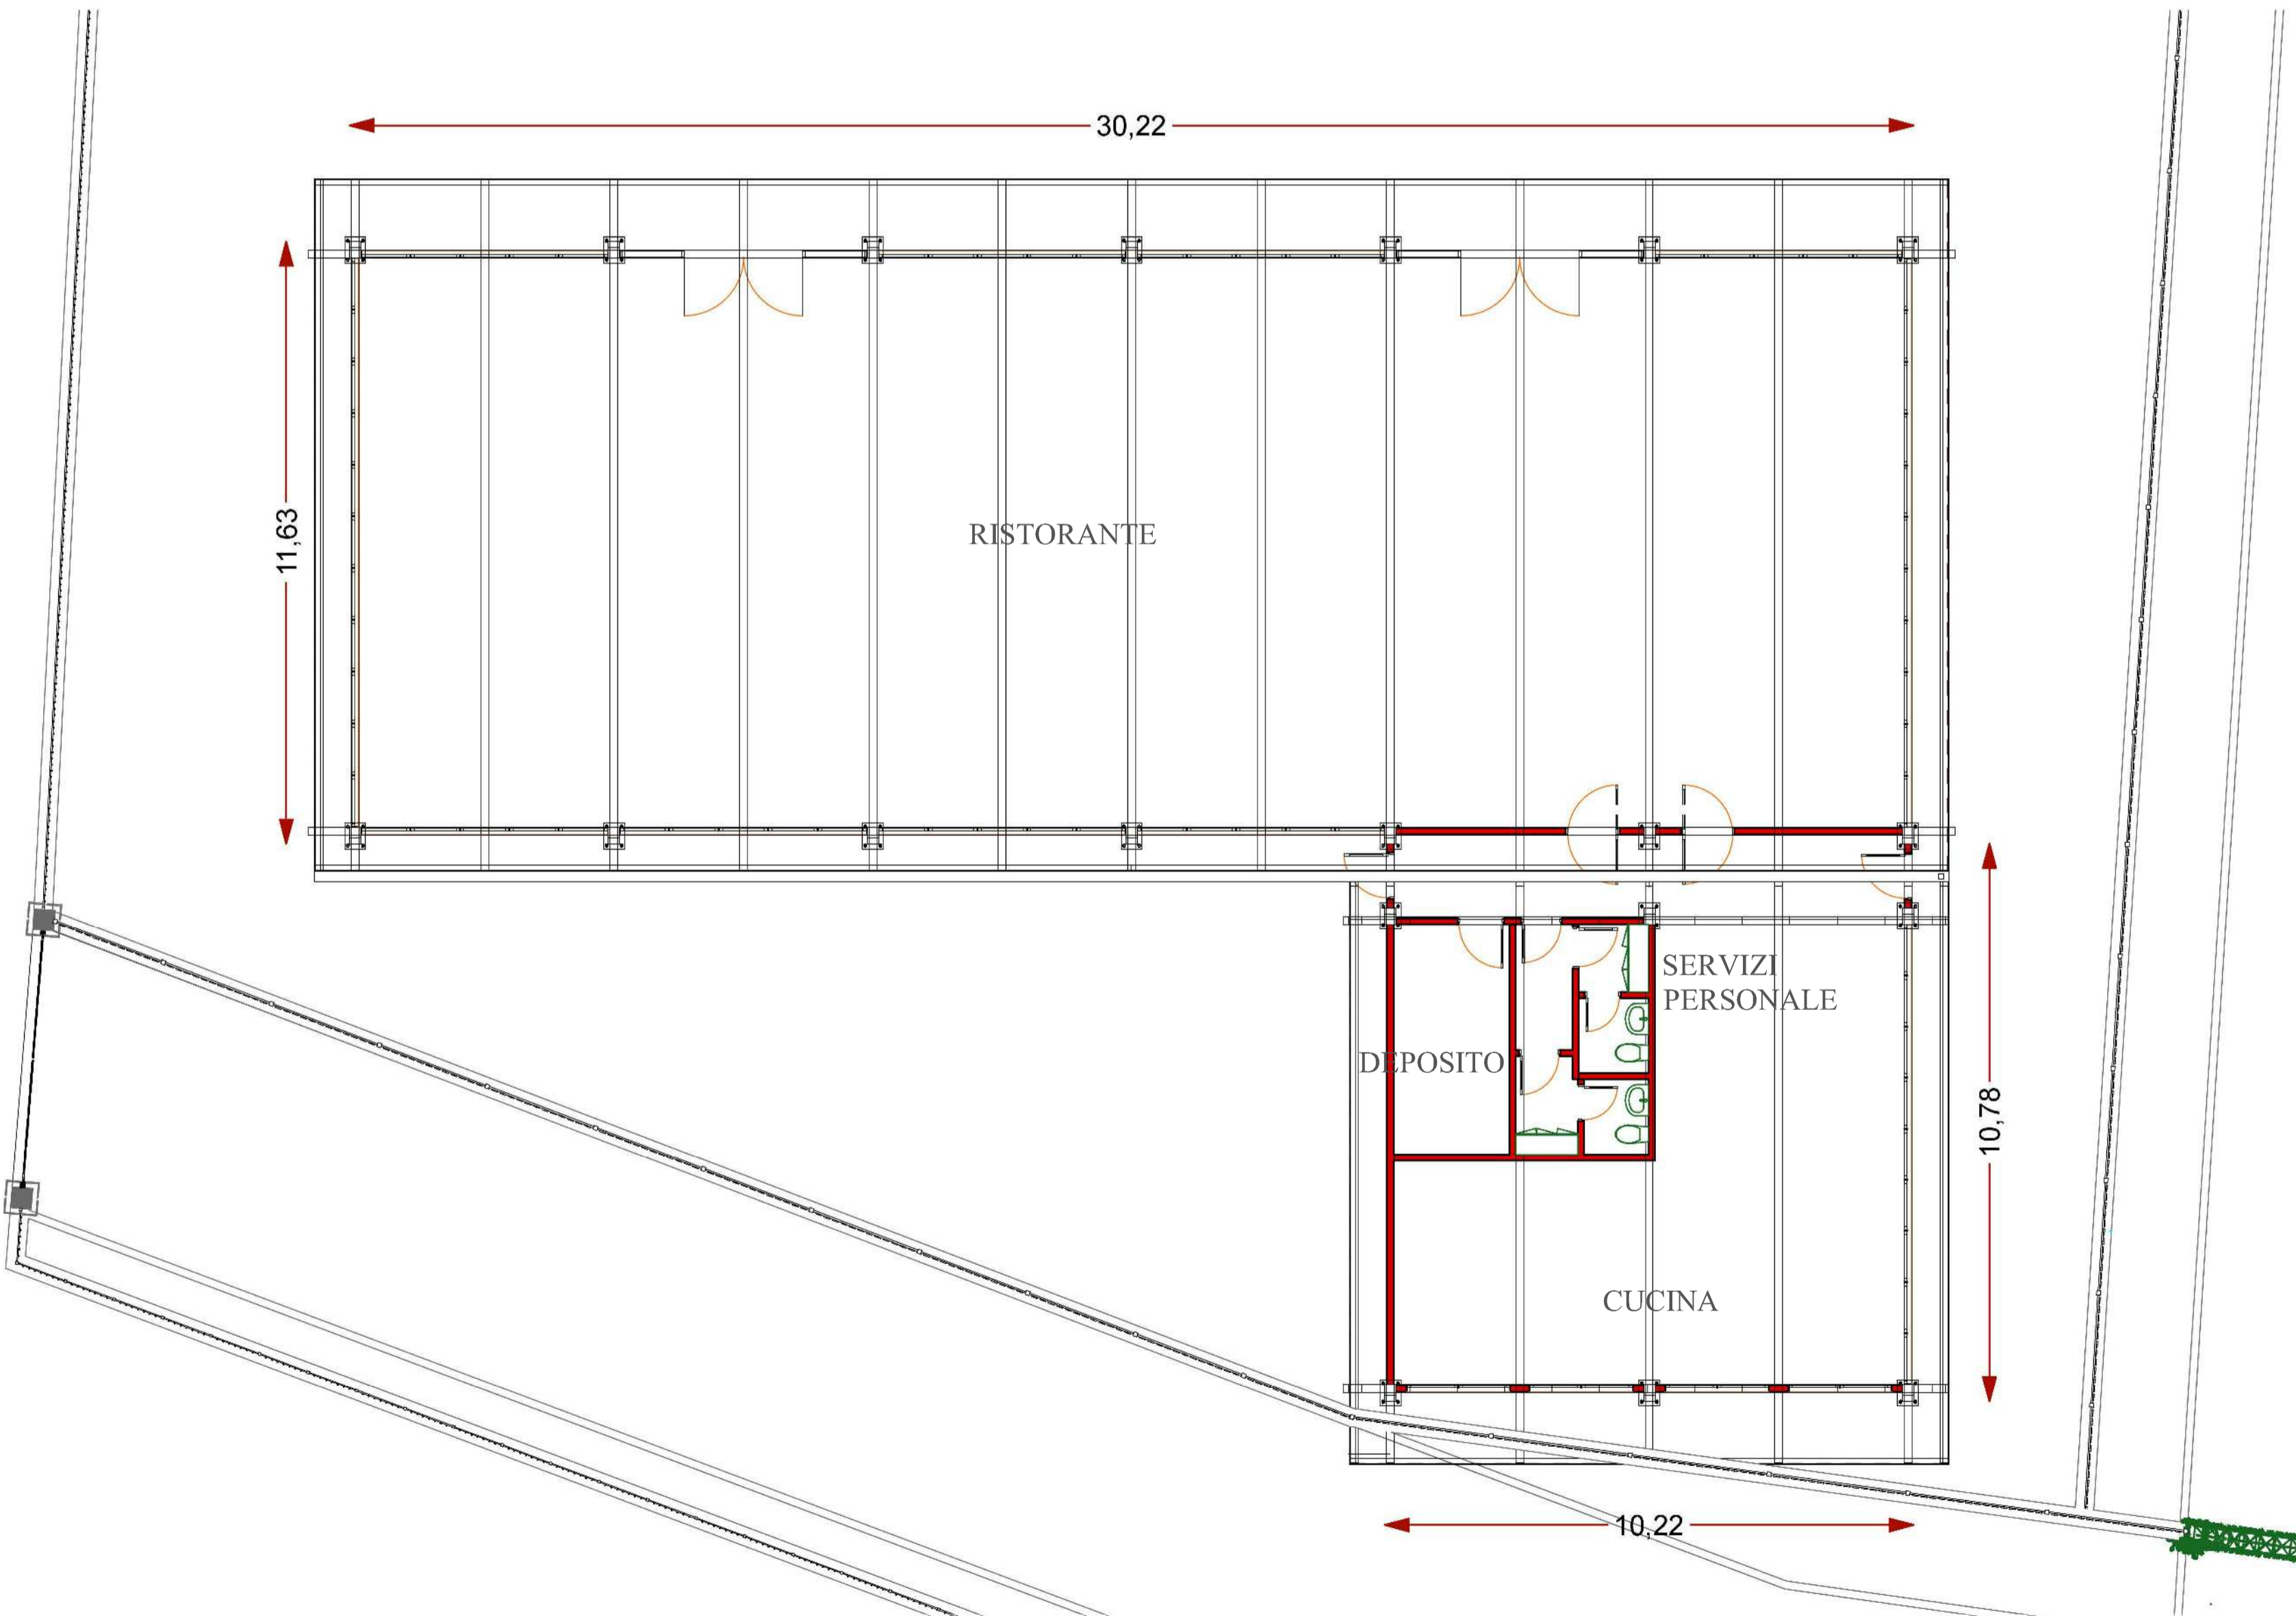 30,22
11,63
RISTORANTE
SERVIZI
PERSONALE
DEPOSITO
10,78
CUCINA
10,22